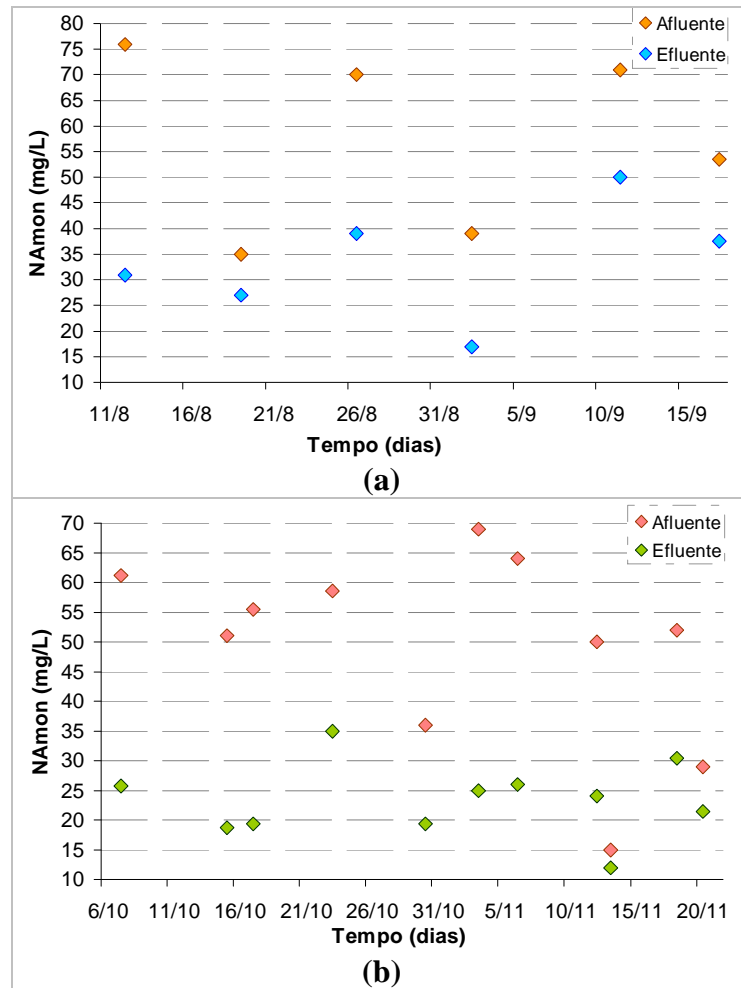 80
75
70
65
60
55
50
45
40
35
30
25
20
15
10
NAmon (mg/L)
Afluente
Efluente
11/8 16/8 21/8 26/8 31/8 5/9 10/9 15/9
Tempo (dias)
(a)
70
65
60
55
50
45
40
35
30
25
20
15
10
NAmon (mg/L)
Afluente
Efluente
6/10 11/10 16/10 21/10 26/10 31/10 5/11 10/11 15/11 20/11
Tempo (dias)
(b)